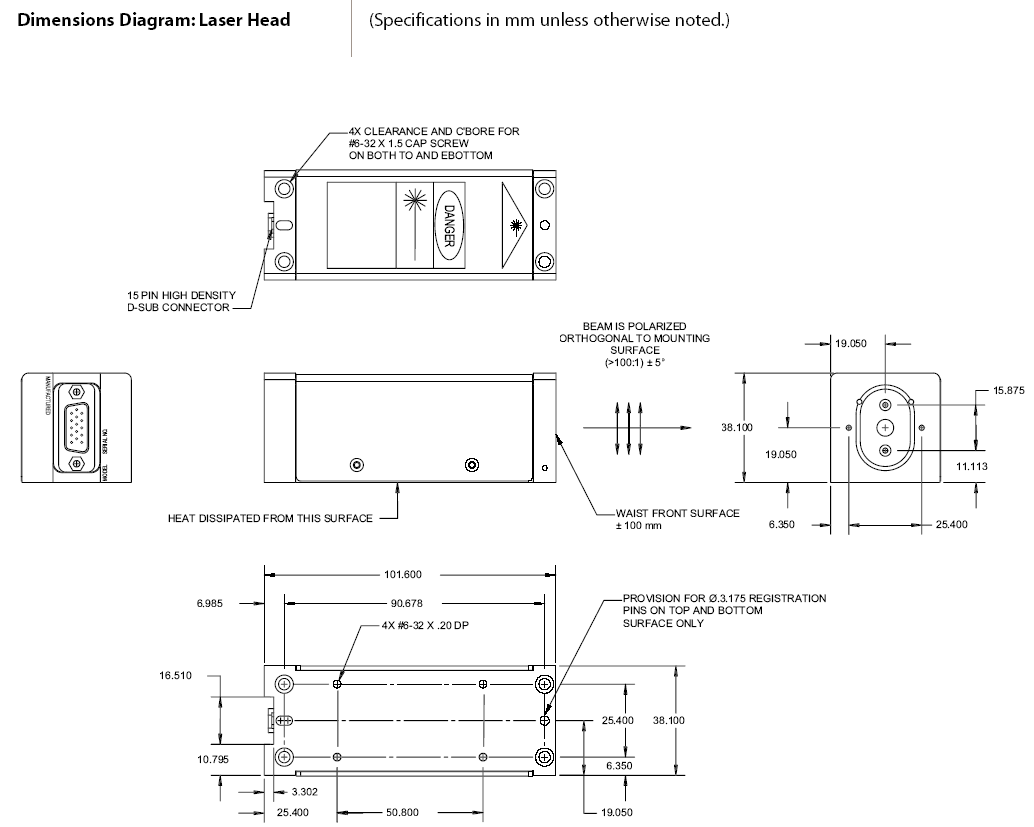 Dimensions Diagram: Laser Head
(Specifications in mm unless otherwise noted.)
4X CLEARANCE AND C'BORE FOR
#6-32 X 1.5 CAP SCREW
ON BOTH TO AND EBOTTOM
DANGER
15 PIN HIGH DENSITY
D-SUB CONNECTOR
BEAM IS POLARIZED
ORTHOGONAL TO MOUNTING
SURFACE
(>100:1) ± 5°
19.050
15.875
38.100
19.050
11.113
6.350
25.400
MANUFACTURED
MODEL
SERIAL NO.
HEAT DISSIPATED FROM THIS SURFACE
WAIST FRONT SURFACE
± 100 mm
101.600
6.985
90.678
4X #6-32 X .20 DP
PROVISION FOR Ø.3.175 REGISTRATION
PINS ON TOP AND BOTTOM
SURFACE ONLY
16.510
25.400
38.100
10.795
6.350
3.302
25.400
50.800
19.050